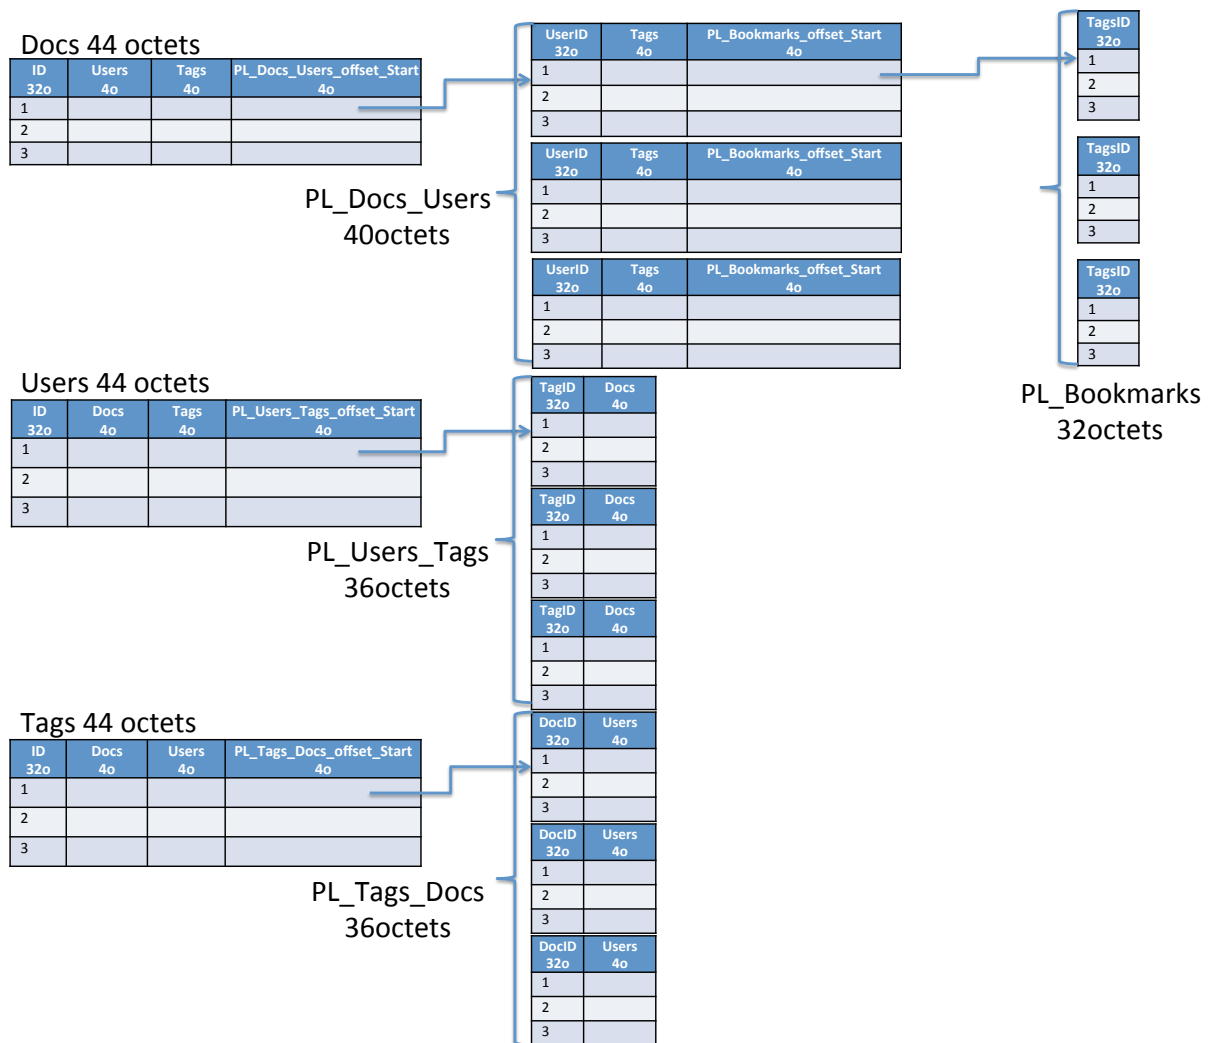 Docs 44 octets
ID Users Tags PL_Docs_Users_offset_Start
32o 4o 4o 4o
1
2
3
UserID Tags PL_Bookmarks_offset_Start
32o 4o 4o
1
2
3
UserID Tags PL_Bookmarks_offset_Start
32o 4o 4o
1
2
3
UserID Tags PL_Bookmarks_offset_Start
32o 4o 4o
1
2
3
PL_Docs_Users
40octets
TagsID
32o
1
2
3
TagsID
32o
1
2
3
TagsID
32o
1
2
3
PL_Bookmarks
32octets
Users 44 octets
ID Docs Tags PL_Users_Tags_offset_Start
32o 4o 4o 4o
1
2
3
TagID Docs
32o 4o
1
2
3
TagID Docs
32o 4o
1
2
3
TagID Docs
32o 4o
1
2
3
PL_Users_Tags
36octets
Tags 44 octets
ID Docs Users PL_Tags_Docs_offset_Start
32o 4o 4o 4o
1
2
3
DocID Users
32o 4o
1
2
3
DocID Users
32o 4o
1
2
3
DocID Users
32o 4o
1
2
3
PL_Tags_Docs
36octets